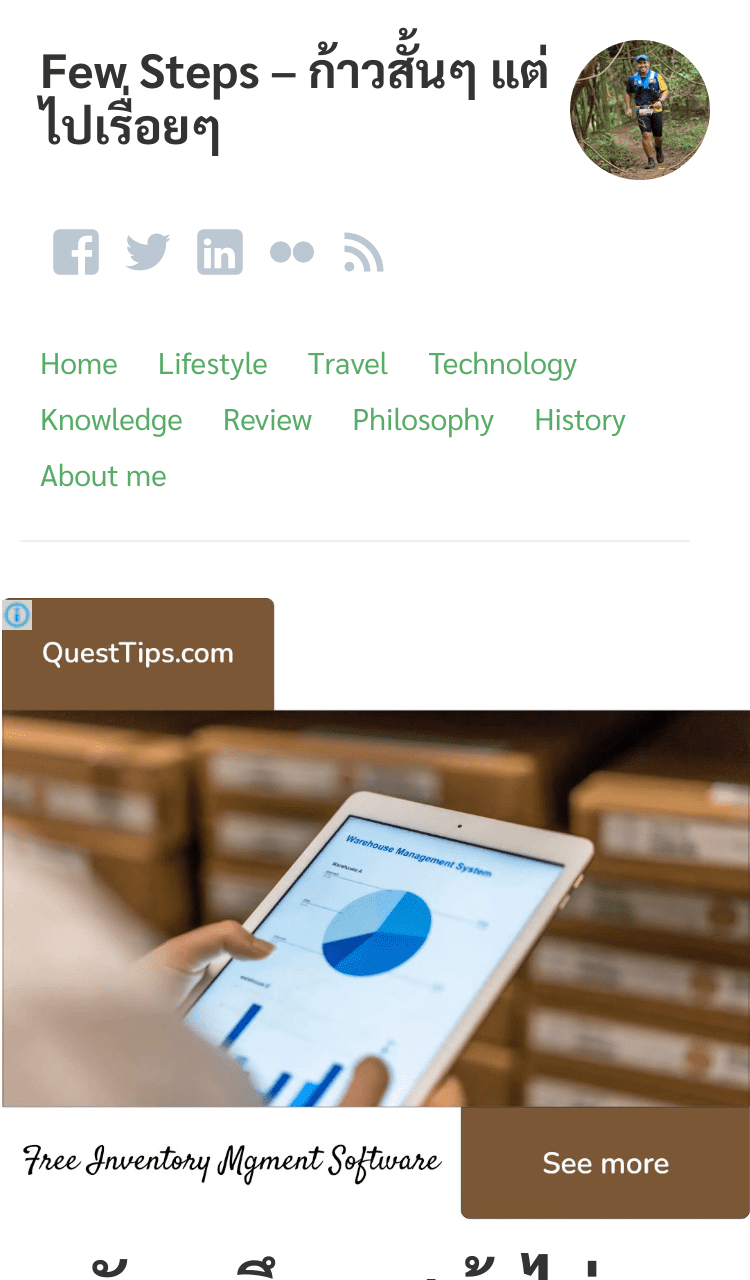 Few Steps – ก้าวสั้นๆ แต่
ไปเรื่อยๆ
Home Lifestyle Travel Technology
Knowledge Review Philosophy History
About me
QuestTips.com
Warehouse Management System
Warehouse A
Free Inventory Mgment Software
See more